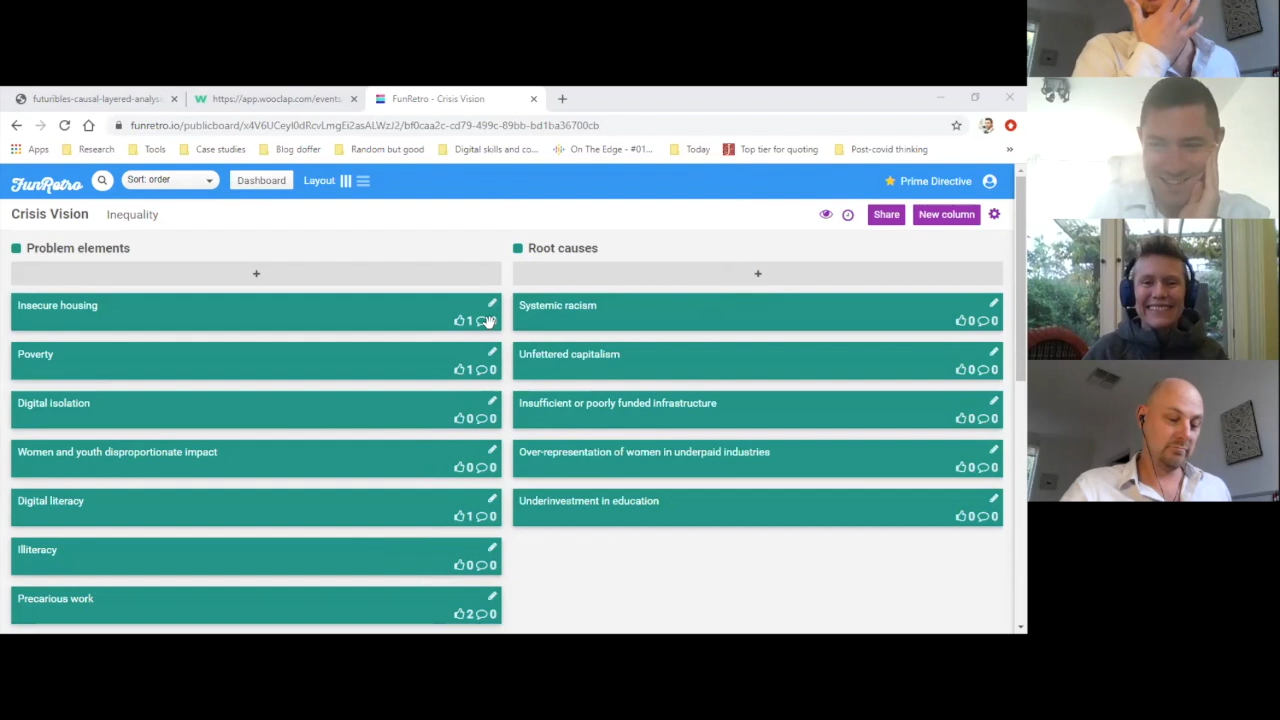 futuribles-causal-layered-analys
https://app.wooclap.com/events
FunRetro - Crisis Vision
funretro.io/publicboard/x4V6UCeyI0dRcvLmgEi2asALWzJ2/bf0caa2c-cd79-499c-89bb-bd1ba36700cb
Apps Research Tools Case studies Blog doffer Random but good Digital skills and co... On The Edge - #01... Today Top tier for quoting Post-covid thinking »
FunRetro Sort: order Dashboard Layout Prime Directive
Crisis Vision Inequality Share New column
Problem elements
+
Insecure housing
1
Poverty
1 0
Digital isolation
0 0
Women and youth disproportionate impact
0 0
Digital literacy
1 0
Illiteracy
0 0
Precarious work
2 0
Root causes
+
Systemic racism
0 0
Unfettered capitalism
0 0
Insufficient or poorly funded infrastructure
0 0
Over-representation of women in underpaid industries
0 0
Underinvestment in education
0 0